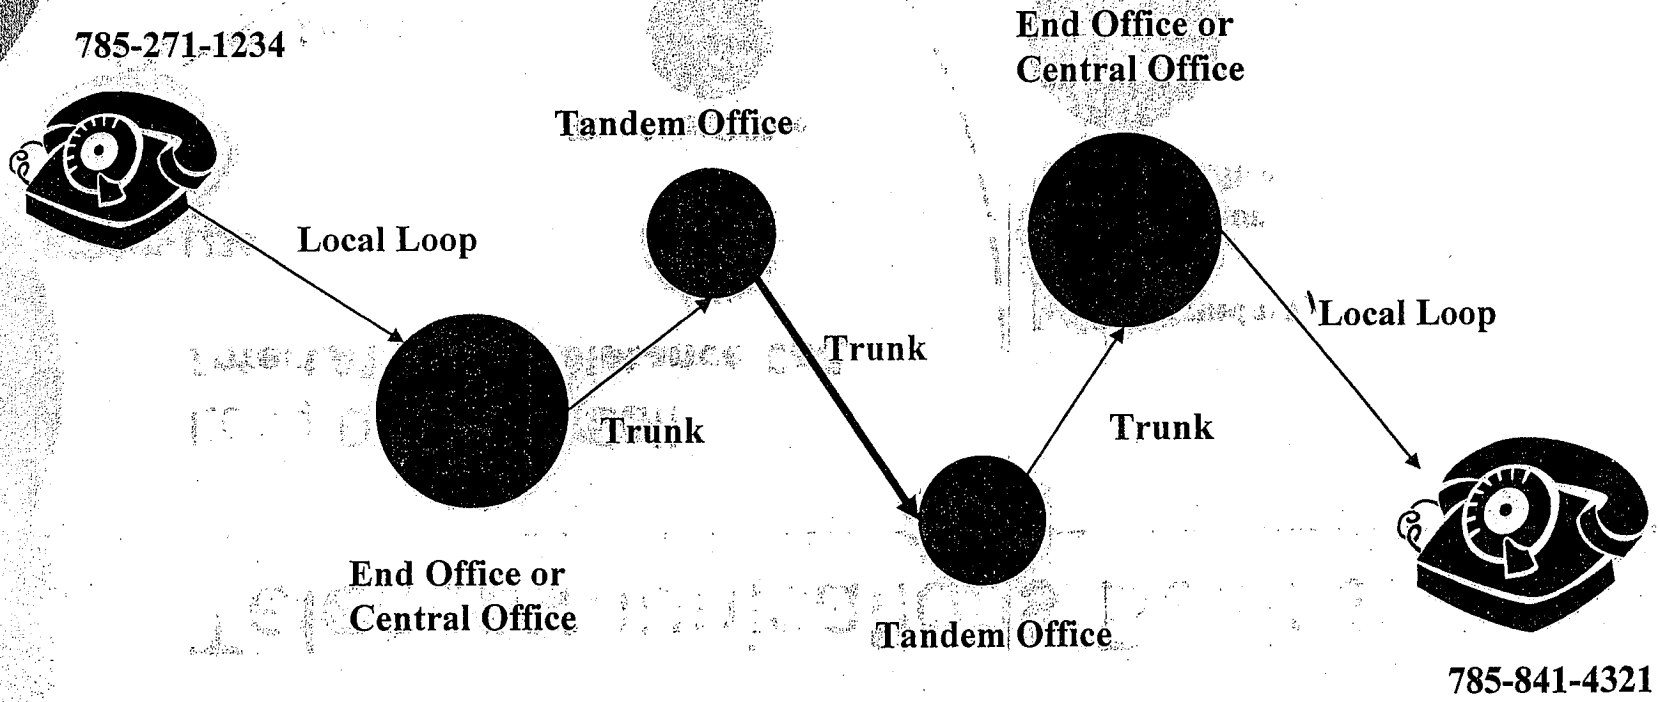 785-271-1234
End Office or
Central Office
Tandem Office
Local Loop
Local Loop
Trunk
Trunk
Trunk
End Office or
Central Office
Tandem Office
785-841-4321